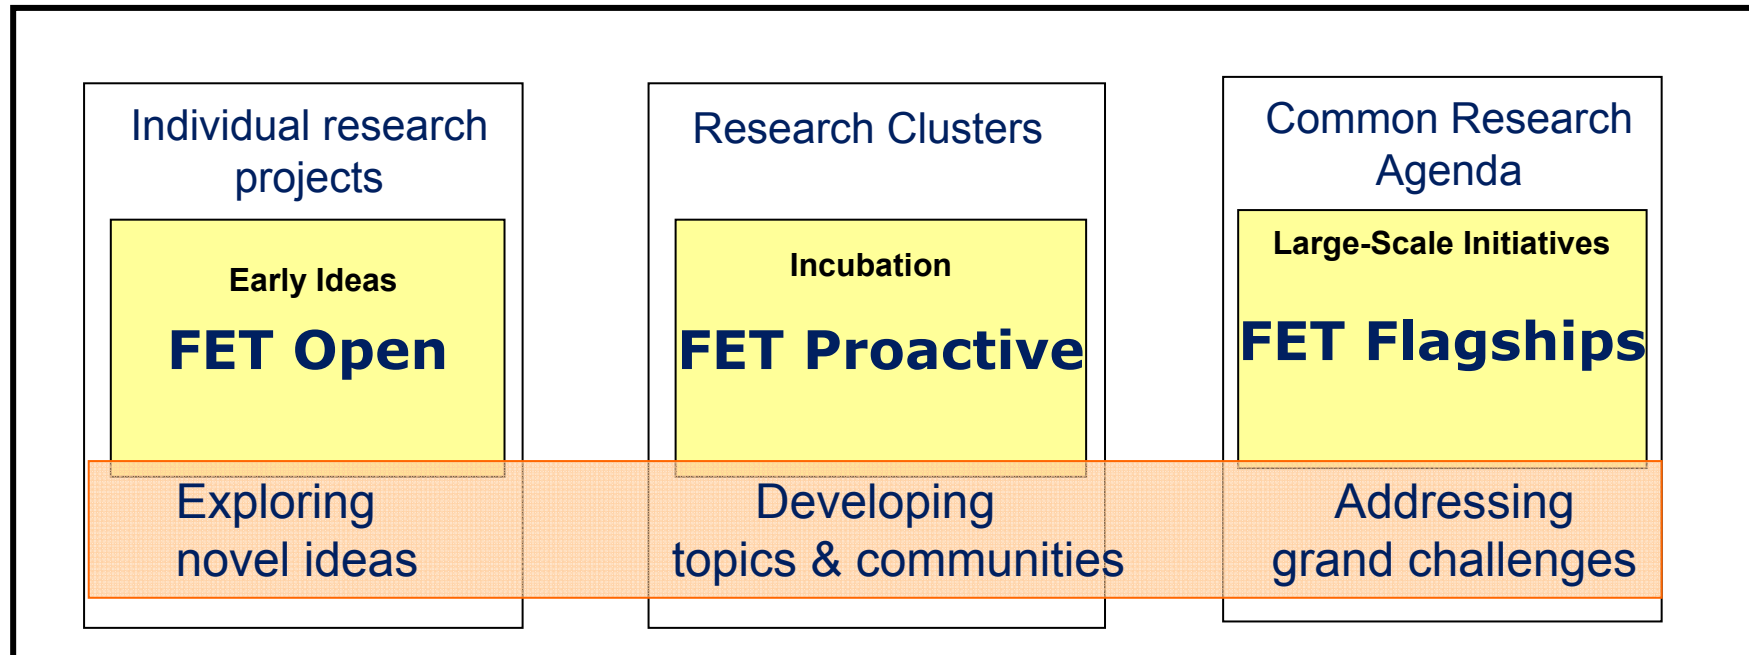 Individual research
projects
Early Ideas
FET Open
Exploring
novel ideas
Research Clusters
Incubation
FET Proactive
Developing
topics & communities
Common Research
Agenda
Large-Scale Initiatives
FET Flagships
Addressing
grand challenges